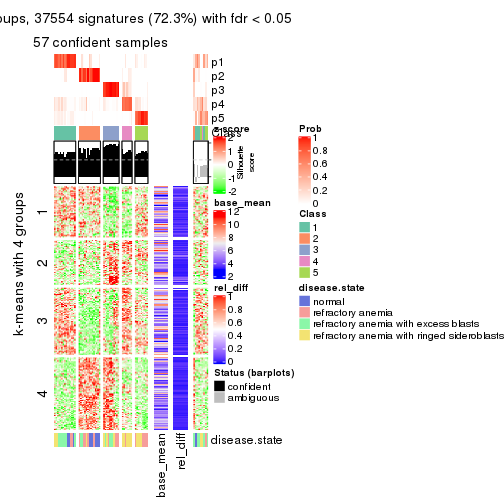 oups, 37554 signatures (72.3%) with fdr < 0.05
57 confident samples
p1
p2
p3
p4
p5
Class
Silhouette
score
k-means with 4 groups
1
2
3
4
base_mean
rel_diff
disease.state
z-score
2
1
0
-1
-2
base_mean
12
10
8
6
4
2
rel_diff
1
0.8
0.6
0.4
0.2
0
Status (barplots)
confident
ambiguous
Prob
1
0.8
0.6
0.4
0.2
0
Class
1
2
3
4
5
disease.state
normal
refractory anemia
refractory anemia with excess blasts
refractory anemia with ringed sideroblasts